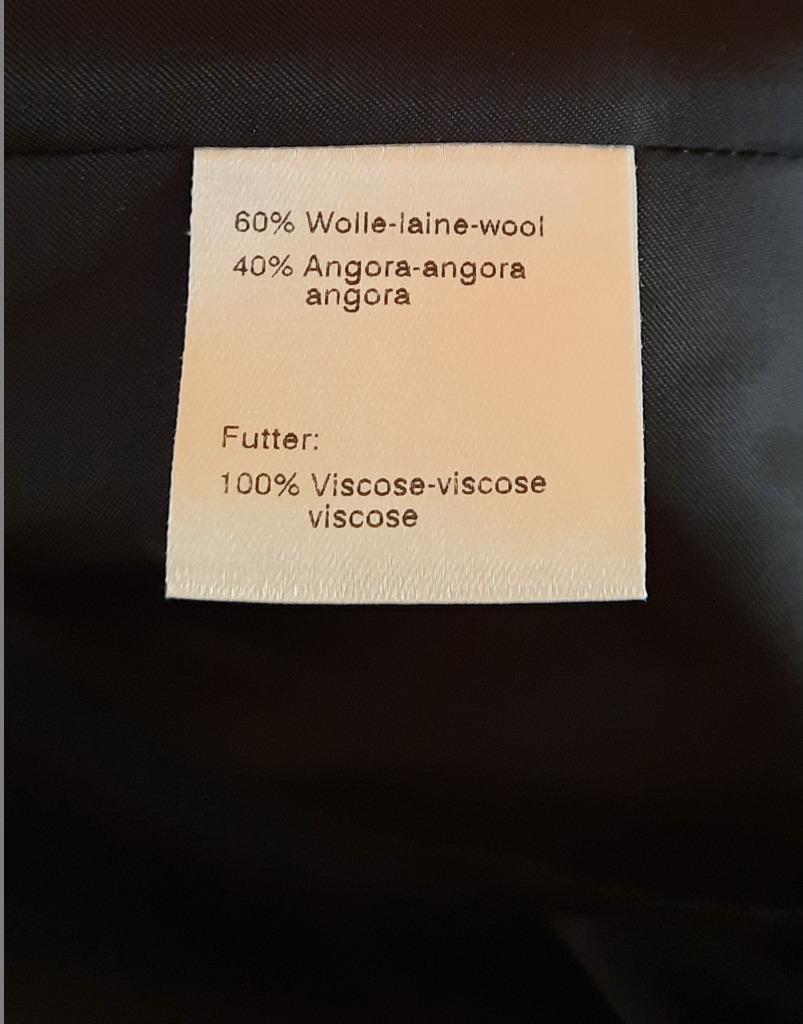 60% Wolle-laine-wool
40% Angora-angora
angora
Futter:
100% Viscose-viscose
viscose